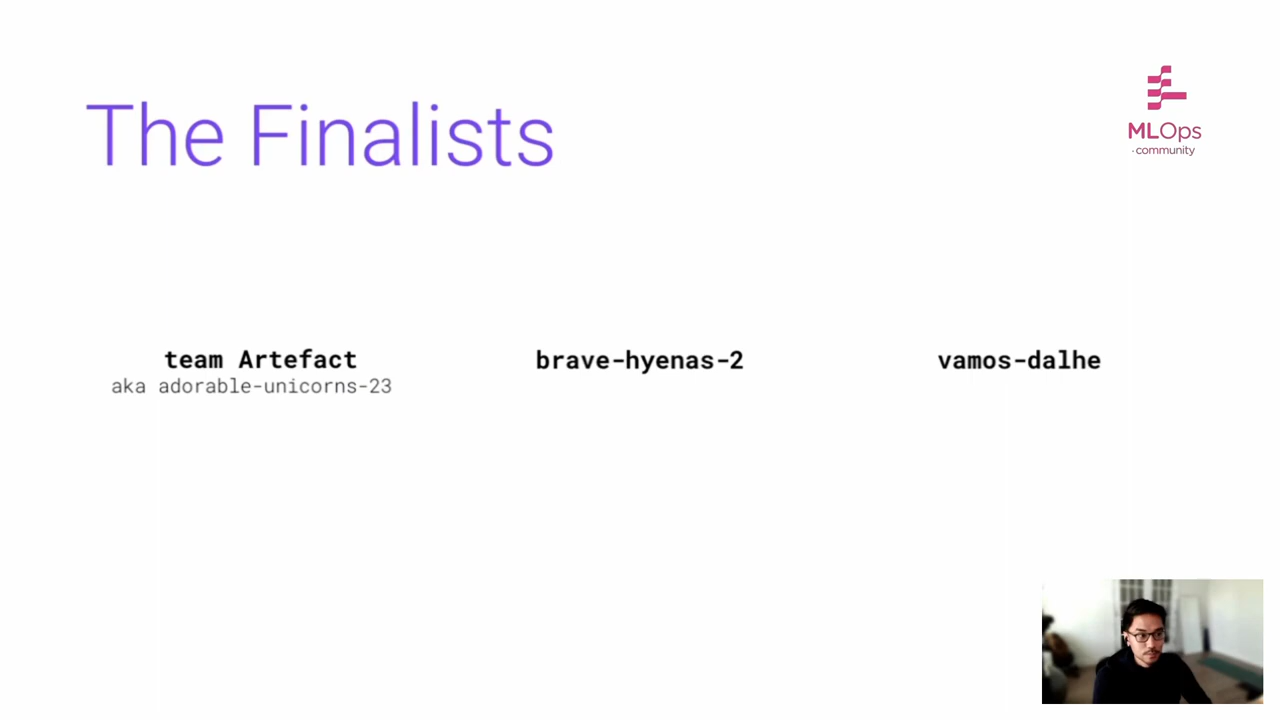 The Finalists
MLOps
community
team Artefact
aka adorable-unicorns-23
brave-hyenas-2
vamos-dalhe